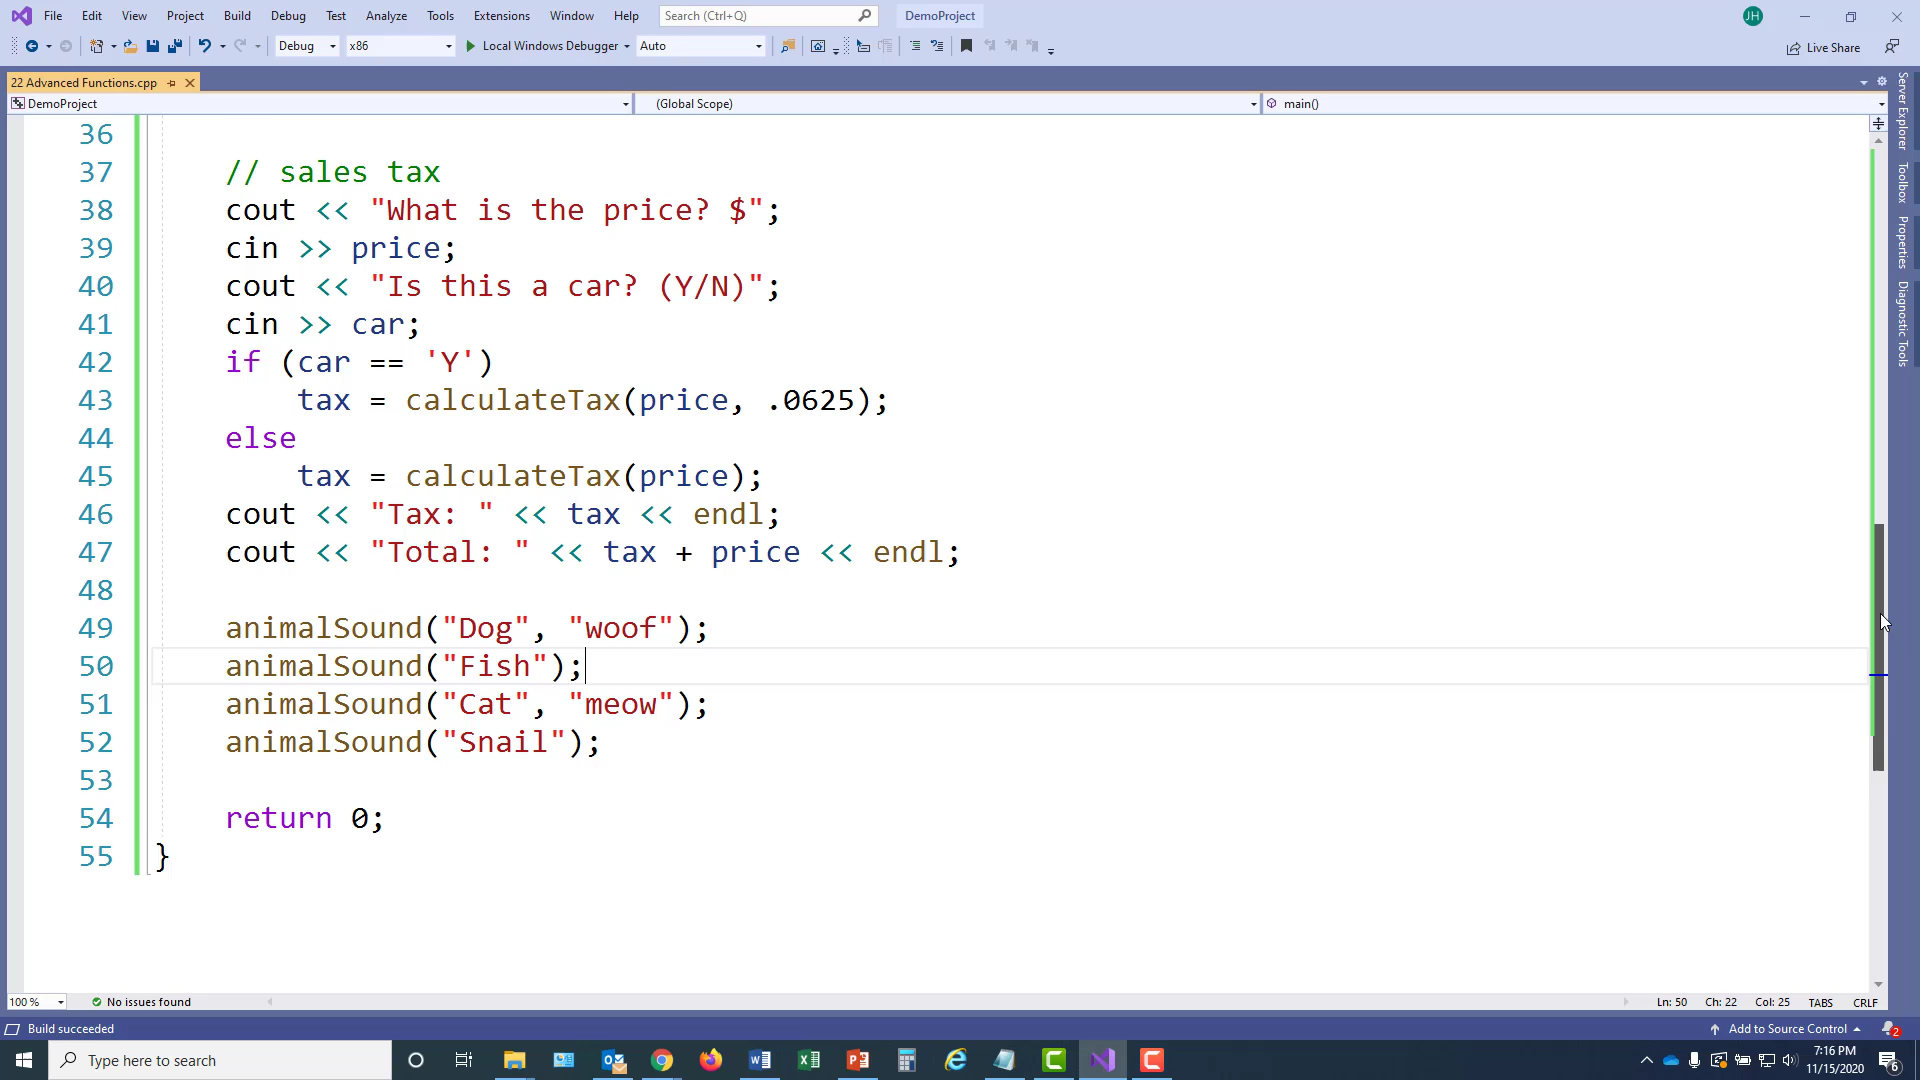 File Edit View Project Build Debug Test Analyze Tools Extensions Window Help Search (Ctrl+Q) DemoProject JH
Debug x86 Local Windows Debugger Auto Live Share
22 Advanced Functions.cpp
DemoProject (Global Scope) main()
36
37 // sales tax
38 cout << "What is the price? $";
39 cin >> price;
40 cout << "Is this a car? (Y/N)";
41 cin >> car;
42 if (car == 'Y')
43 tax = calculateTax(price, .0625);
44 else
45 tax = calculateTax(price);
46 cout << "Tax: " << tax << endl;
47 cout << "Total: " << tax + price << endl;
48
49 animalSound("Dog", "woof");
50 animalSound("Fish");
51 animalSound("Cat", "meow");
52 animalSound("Snail");
53
54 return 0;
55 }
Server Explorer
Toolbox
Properties
Diagnostic Tools
100 % No issues found Ln: 50 Ch: 22 Col: 25 TABS CRLF
Build succeeded Add to Source Control 2
Type here to search
7:16 PM
11/15/2020
6